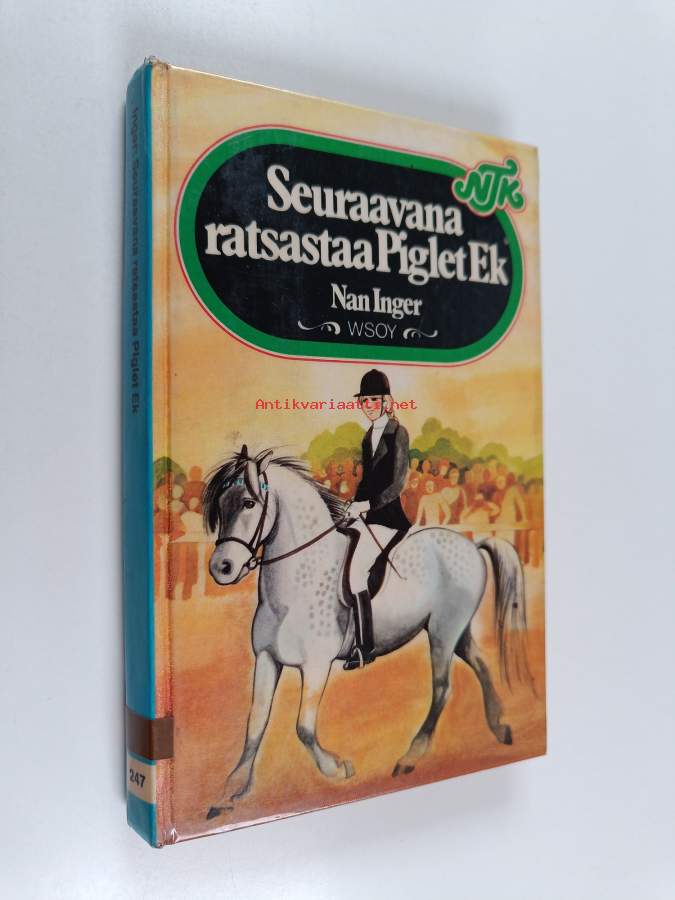 NTK
Seuraavana
ratsastaa Piglet Ek
Nan Inger
WSOY
Antikvariaatti.net
Inger: Seuraavana ratsastaa Piglet Ek
247